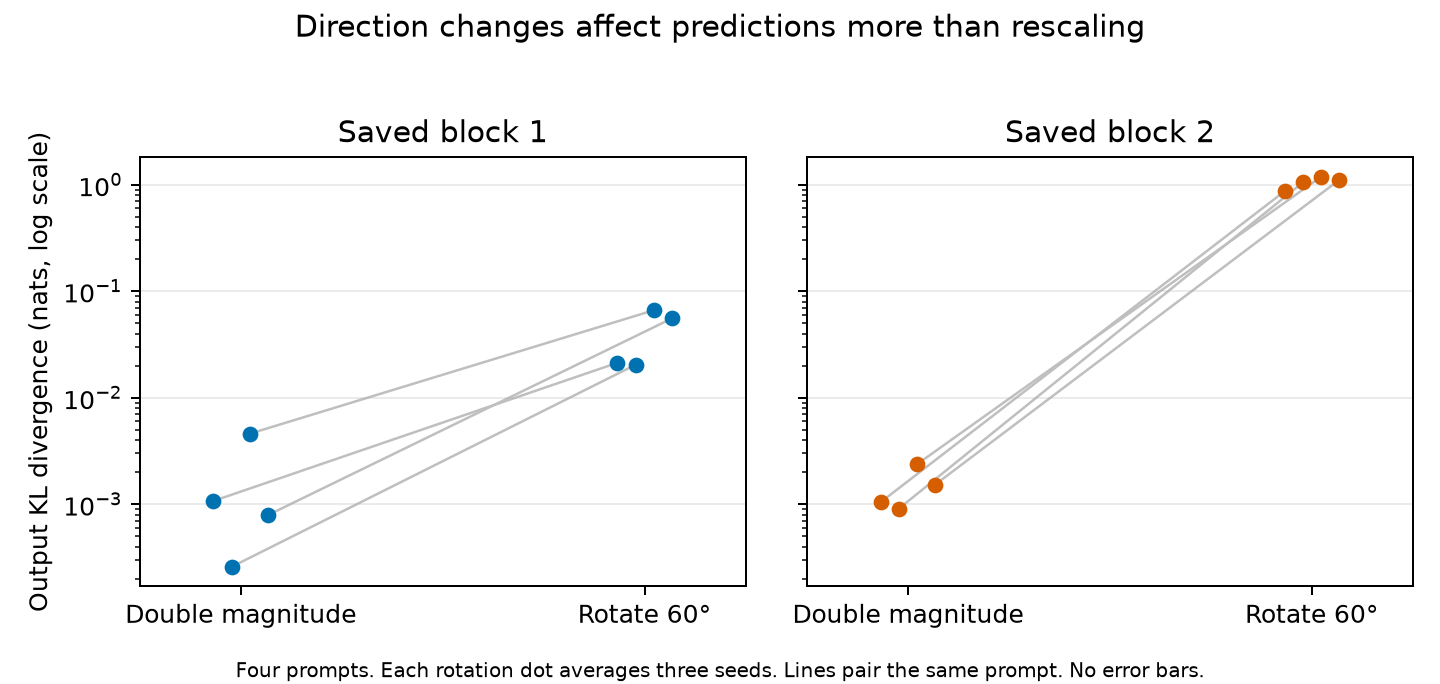 Direction changes affect predictions more than rescaling
Saved block 1
Saved block 2
Output KL divergence (nats, log scale)
10⁰
10⁻¹
10⁻²
10⁻³
Double magnitude
Rotate 60°
Double magnitude
Rotate 60°
Four prompts. Each rotation dot averages three seeds. Lines pair the same prompt. No error bars.